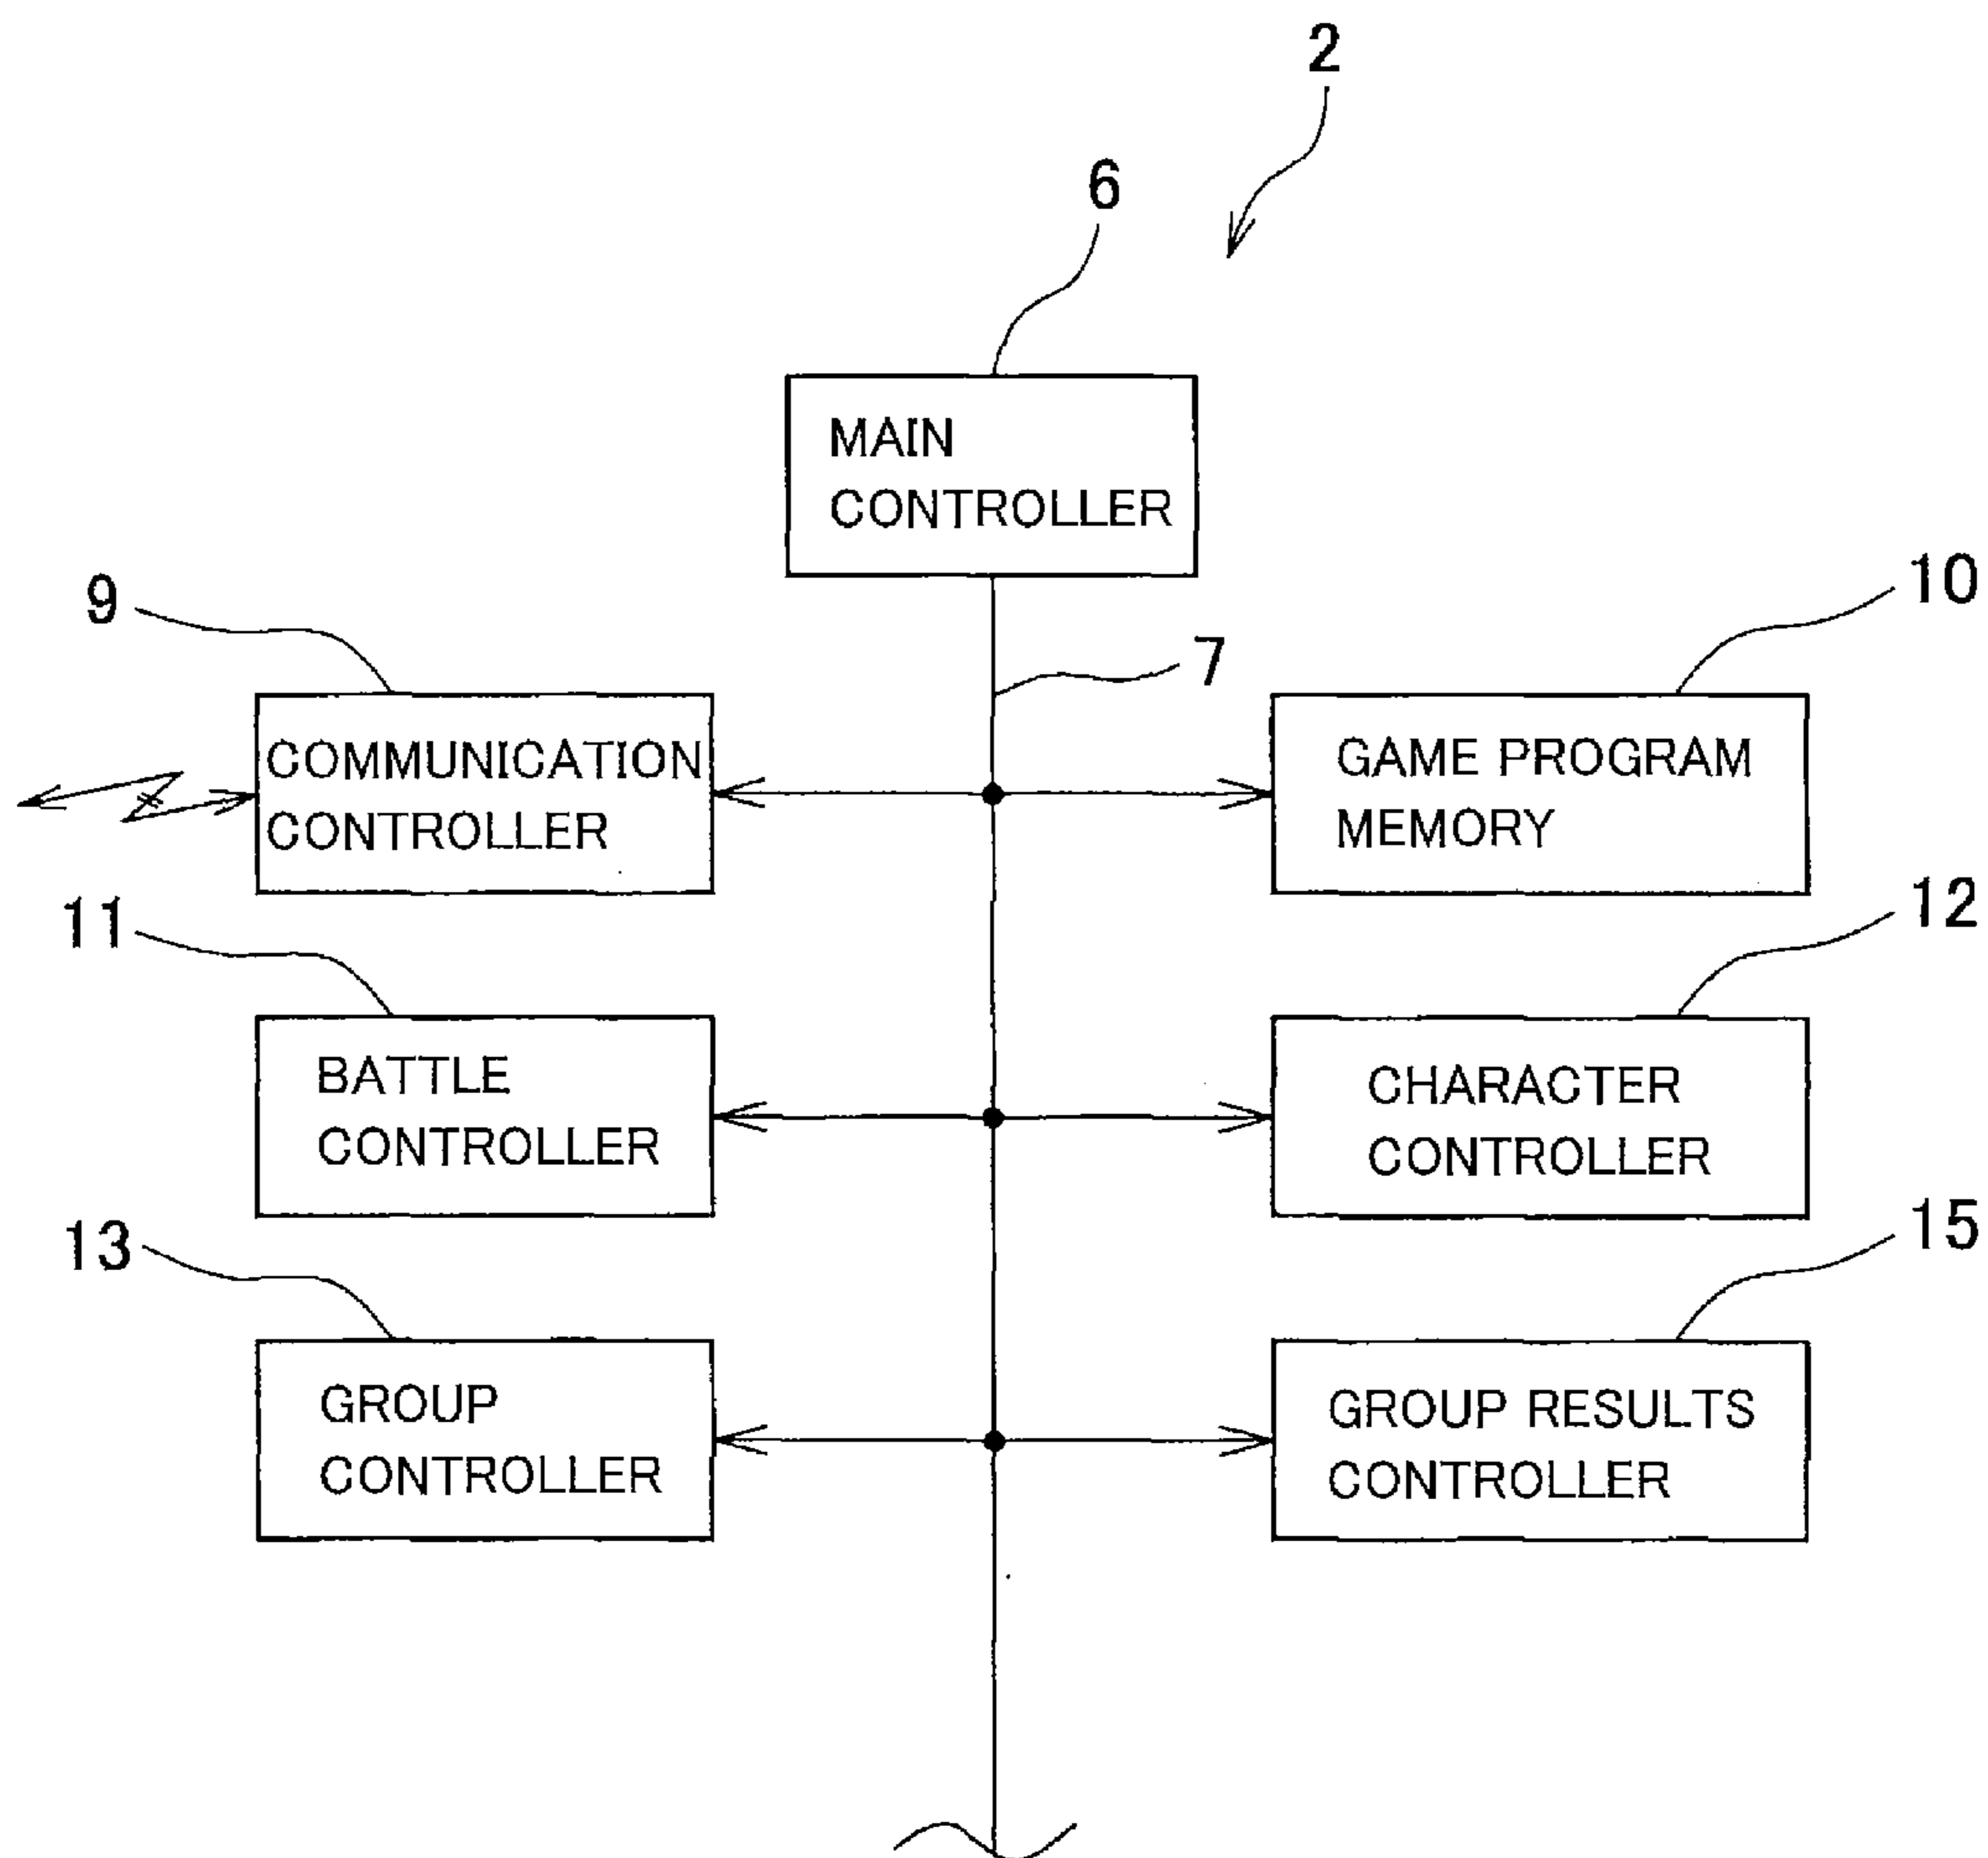 2
6
MAIN
CONTROLLER
9
10
7
COMMUNICATION
CONTROLLER
GAME PROGRAM
MEMORY
11
12
BATTLE
CONTROLLER
CHARACTER
CONTROLLER
13
15
GROUP
CONTROLLER
GROUP RESULTS
CONTROLLER